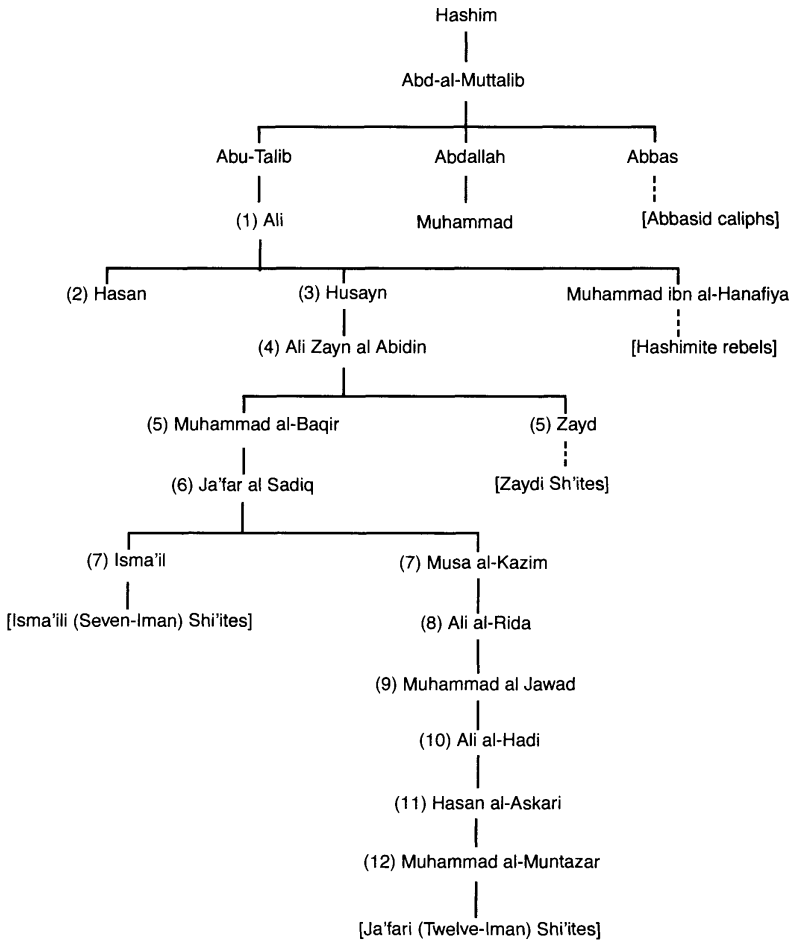 Hashim
Abd-al-Muttalib
Abu-Talib Abdallah Abbas
(1) Ali Muhammad [Abbasid caliphs]
(2) Hasan (3) Husayn Muhammad ibn al-Hanafiya
(4) Ali Zayn al Abidin [Hashimite rebels]
(5) Muhammad al-Baqir (5) Zayd
(6) Ja'far al Sadiq [Zaydi Sh'ites]
(7) Isma'il (7) Musa al-Kazim
[Isma'ili (Seven-Iman) Shi'ites] (8) Ali al-Rida
(9) Muhammad al Jawad
(10) Ali al-Hadi
(11) Hasan al-Askari
(12) Muhammad al-Muntazar
[Ja'fari (Twelve-Iman) Shi'ites]